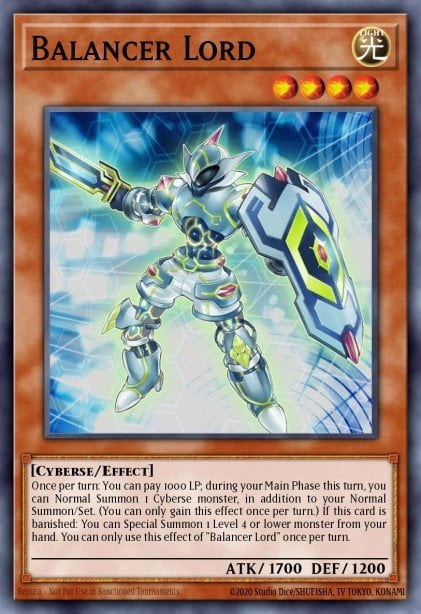 BALANCER LORD
LIGHT
光
[CYBERSE/EFFECT]
Once per turn: You can pay 1000 LP; during your Main Phase this turn, you
can Normal Summon 1 Cyberse monster, in addition to your Normal
Summon/Set. (You can only gain this effect once per turn.) If this card is
banished: You can Special Summon 1 Level 4 or lower monster from your
hand. You can only use this effect of "Balancer Lord" once per turn.
ATK/ 1700 DEF/ 1200
Replica - Not For Use in Sanctioned Tournaments
©2020 Studio Dice/SHUEISHA, TV TOKYO, KONAMI